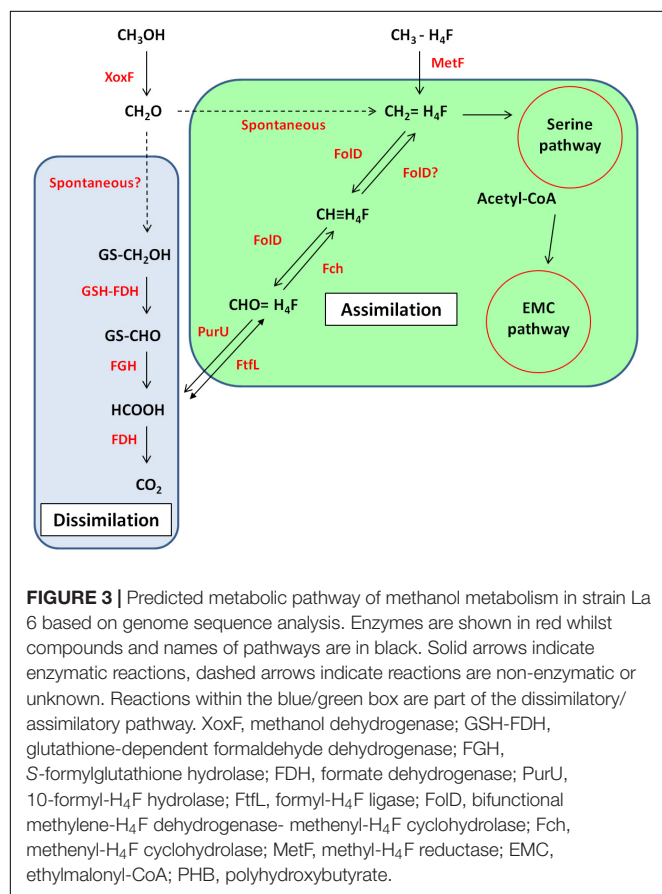 CH₃OH
CH₃ - H₄F
XoxF
MetF
CH₂O
Spontaneous
CH₂= H₄F
Serine
pathway
Spontaneous?
FolD
FolD?
Acetyl-CoA
GS-CH₂OH
CH≡H₄F
GSH-FDH
FolD
Fch
GS-CHO
CHO= H₄F
Assimilation
EMC
pathway
PurU
FGH
FtfL
HCOOH
FDH
CO₂
Dissimilation
FIGURE 3 | Predicted metabolic pathway of methanol metabolism in strain La
6 based on genome sequence analysis. Enzymes are shown in red whilst
compounds and names of pathways are in black. Solid arrows indicate
enzymatic reactions, dashed arrows indicate reactions are non-enzymatic or
unknown. Reactions within the blue/green box are part of the dissimilatory/
assimilatory pathway. XoxF, methanol dehydrogenase; GSH-FDH,
glutathione-dependent formaldehyde dehydrogenase; FGH,
S-formylglutathione hydrolase; FDH, formate dehydrogenase; PurU,
10-formyl-H₄F hydrolase; FtfL, formyl-H₄F ligase; FolD, bifunctional
methylene-H₄F dehydrogenase- methenyl-H₄F cyclohydrolase; Fch,
methenyl-H₄F cyclohydrolase; MetF, methyl-H₄F reductase; EMC,
ethylmalonyl-CoA; PHB, polyhydroxybutyrate.